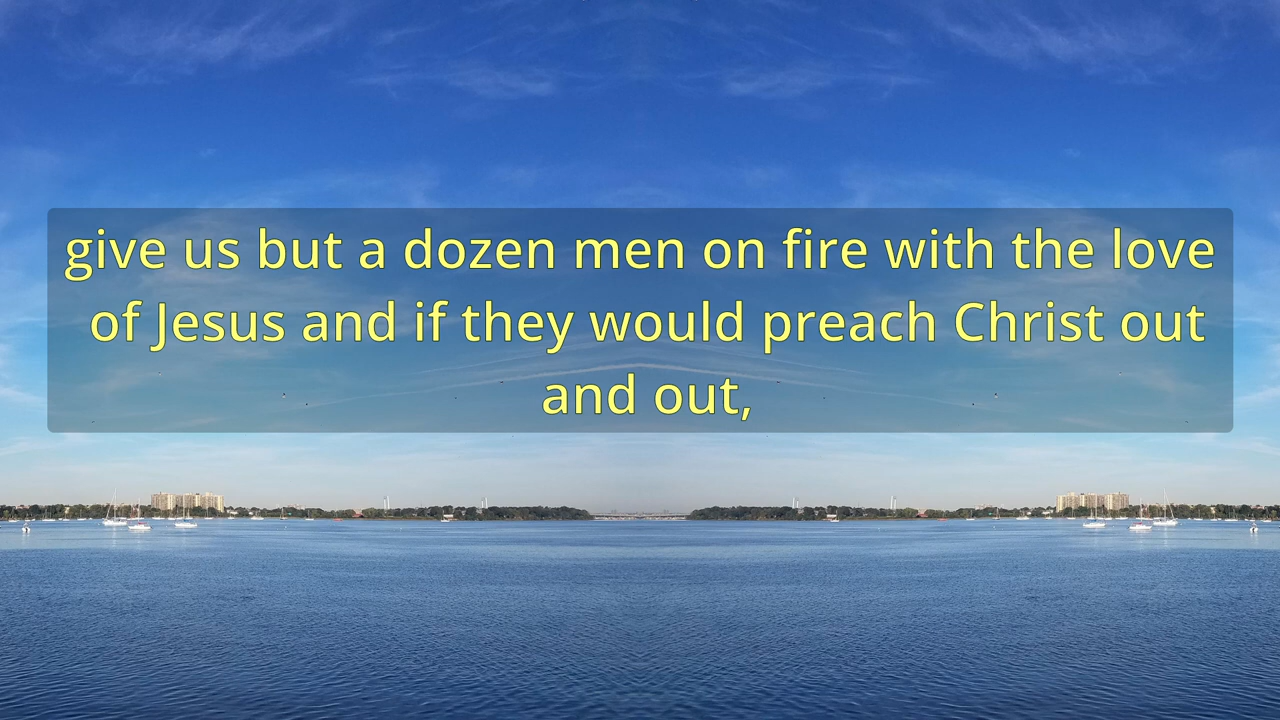 give us but a dozen men on fire with the love
of Jesus and if they would preach Christ out
and out,